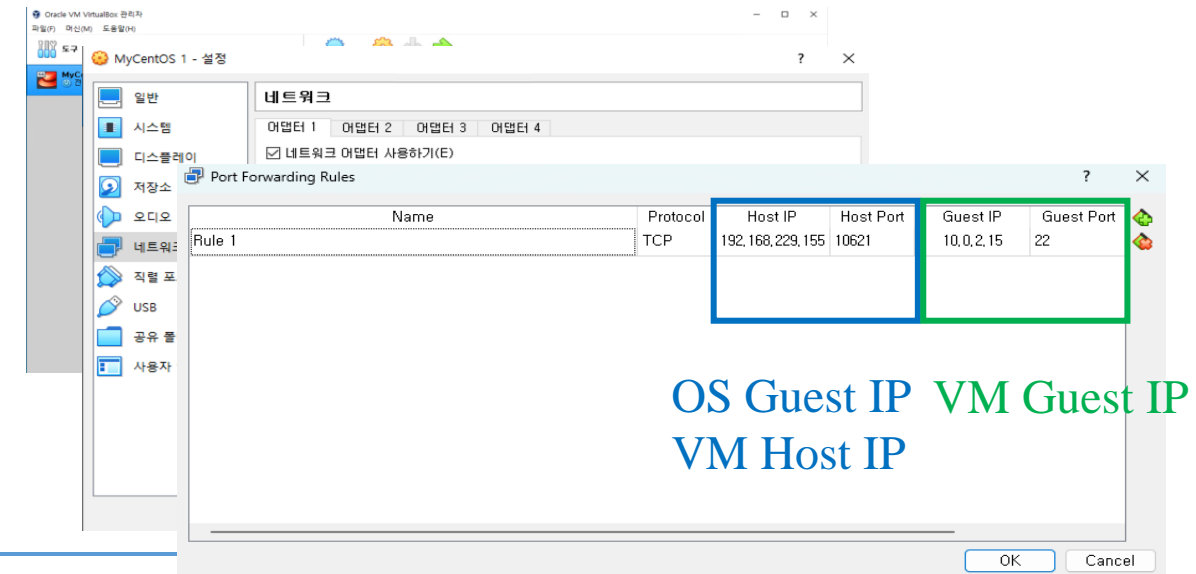 Oracle VM VirtualBox 관리자
파일(F) 머신(M) 도움말(H)
도구
MyCentOS 1 - 설정
?
일반
네트워크
시스템
어댑터 1 어댑터 2 어댑터 3 어댑터 4
디스플레이
네트워크 어댑터 사용하기(E)
저장소
Port Forwarding Rules ?
오디오
Name Protocol Host IP Host Port Guest IP Guest Port
Rule 1 TCP 192,168,229,155 10621 10,0,2,15 22
직렬 포
USB
공유 폴
사용자
OS Guest IP VM Guest IP
VM Host IP
OK Cancel